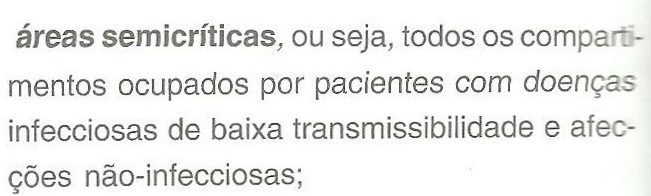 áreas semicríticas, ou seja, todos os comparti-
mentos ocupados por pacientes com doenças
infecciosas de baixa transmissibilidade e afec-
ções não-infecciosas;